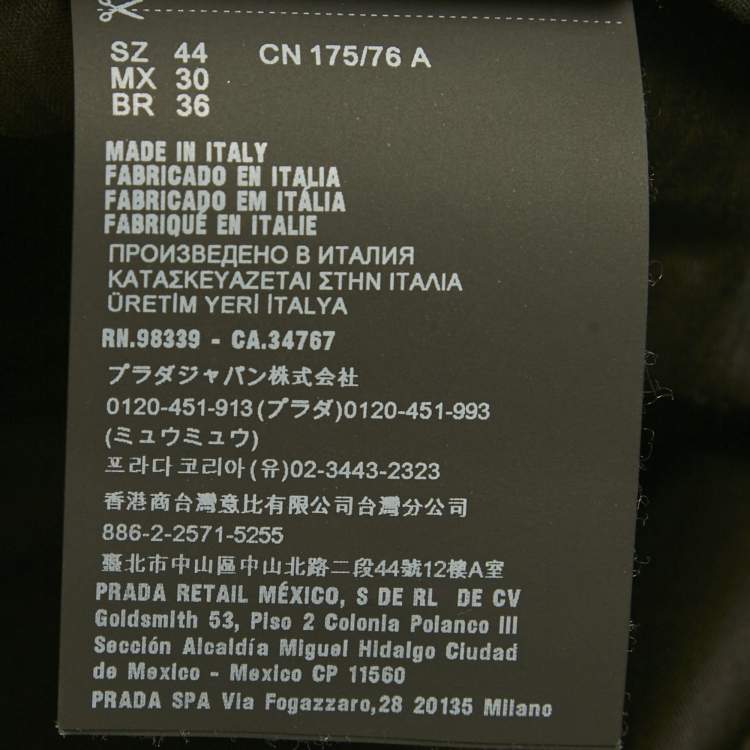 SZ 44 CN 175/76 A
MX 30
BR 36
MADE IN ITALY
FABRICADO EN ITALIA
FABRICADO EM ITÁLIA
FABRIQUÉ EN ITALIE
ПРОИЗВЕДЕНО В ИТАЛИЯ
ΚΑΤΑΣΚΕΥΑΖΕΤΑΙ ΣΤΗΝ ΙΤΑΛΙΑ
ÜRETİM YERİ İTALYA
RN.98339 - CA.34767
プラダジャパン株式会社
0120-451-913(プラダ)0120-451-993
(ミュウミュウ)
프라다코리아(유)02-3443-2323
香港商台灣意比有限公司台灣分公司
886-2-2571-5255
臺北市中山區中山北路二段44號12樓A室
PRADA RETAIL MÉXICO, S DE RL DE CV
Goldsmith 53, Piso 2 Colonia Polanco III
Sección Alcaldía Miguel Hidalgo Ciudad
de Mexico - Mexico CP 11560
PRADA SPA Via Fogazzaro,28 20135 Milano